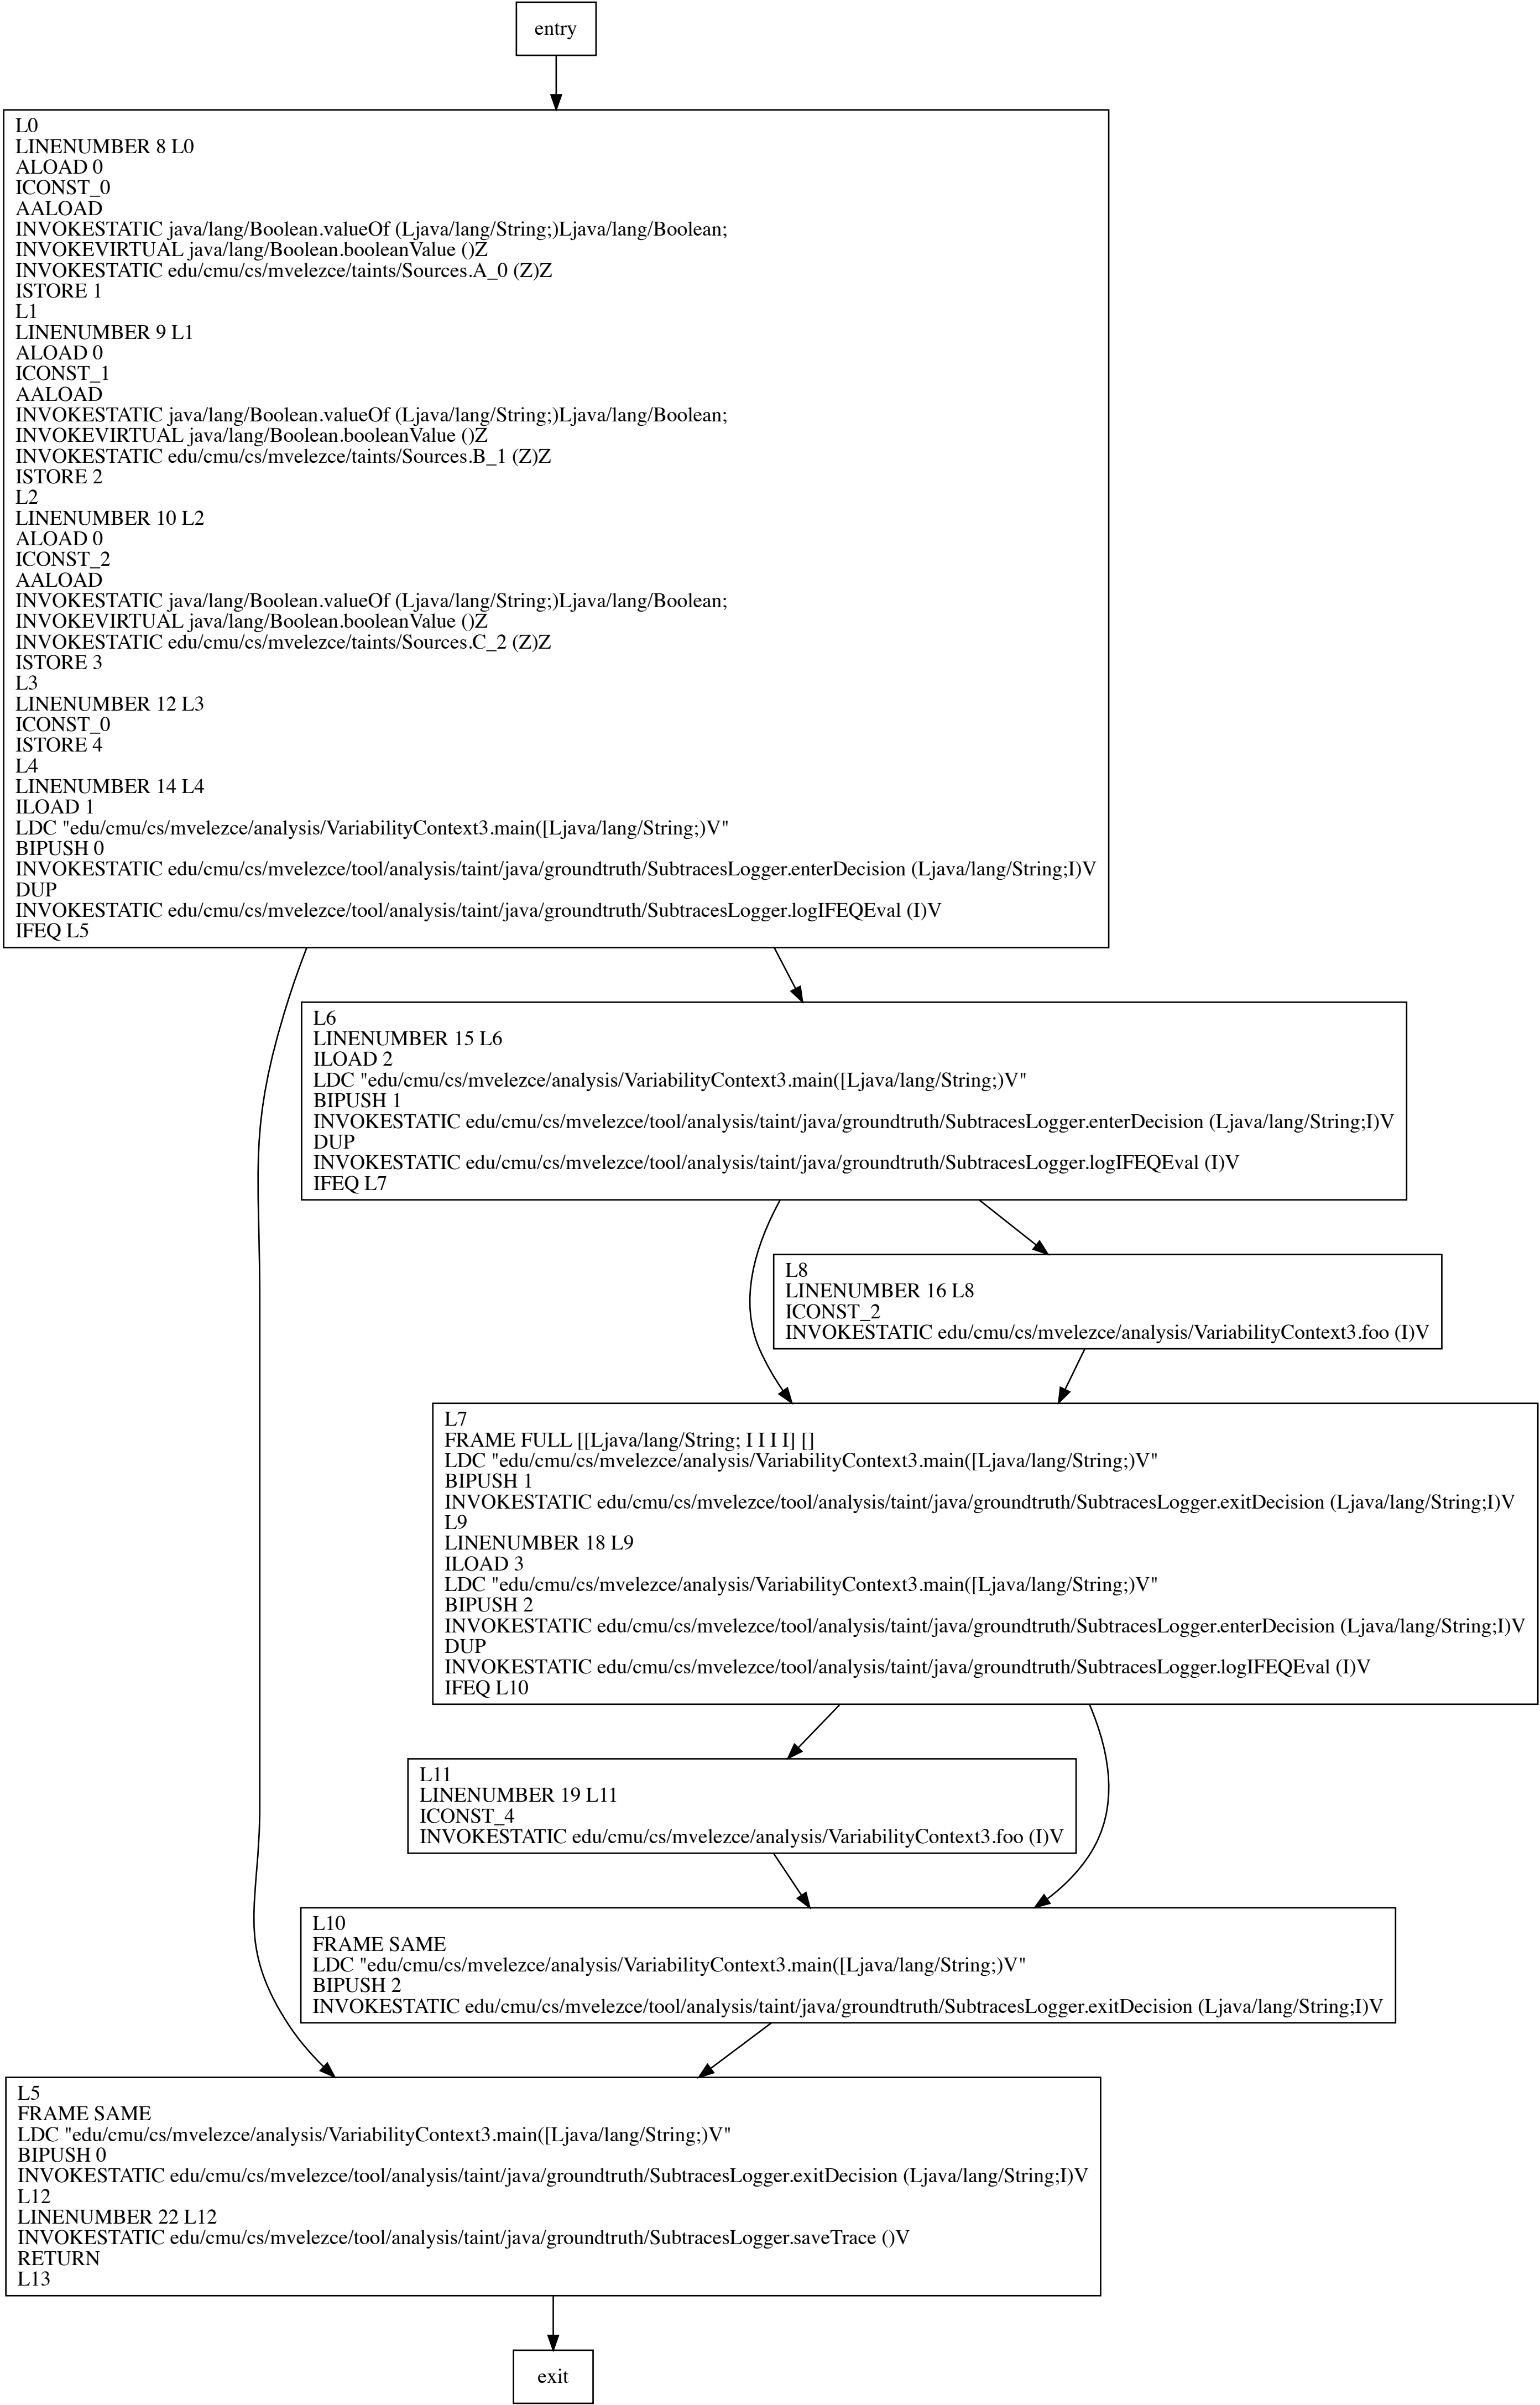 entry
L0
LINENUMBER 8 L0
ALOAD 0
ICONST_0
AALOAD
INVOKESTATIC java/lang/Boolean.valueOf (Ljava/lang/String;)Ljava/lang/Boolean;
INVOKEVIRTUAL java/lang/Boolean.booleanValue ()Z
INVOKESTATIC edu/cmu/cs/mvelezce/taints/Sources.A_0 (Z)Z
ISTORE 1
L1
LINENUMBER 9 L1
ALOAD 0
ICONST_1
AALOAD
INVOKESTATIC java/lang/Boolean.valueOf (Ljava/lang/String;)Ljava/lang/Boolean;
INVOKEVIRTUAL java/lang/Boolean.booleanValue ()Z
INVOKESTATIC edu/cmu/cs/mvelezce/taints/Sources.B_1 (Z)Z
ISTORE 2
L2
LINENUMBER 10 L2
ALOAD 0
ICONST_2
AALOAD
INVOKESTATIC java/lang/Boolean.valueOf (Ljava/lang/String;)Ljava/lang/Boolean;
INVOKEVIRTUAL java/lang/Boolean.booleanValue ()Z
INVOKESTATIC edu/cmu/cs/mvelezce/taints/Sources.C_2 (Z)Z
ISTORE 3
L3
LINENUMBER 12 L3
ICONST_0
ISTORE 4
L4
LINENUMBER 14 L4
ILOAD 1
LDC "edu/cmu/cs/mvelezce/analysis/VariabilityContext3.main([Ljava/lang/String;)V"
BIPUSH 0
INVOKESTATIC edu/cmu/cs/mvelezce/tool/analysis/taint/java/groundtruth/SubtracesLogger.enterDecision (Ljava/lang/String;I)V
DUP
INVOKESTATIC edu/cmu/cs/mvelezce/tool/analysis/taint/java/groundtruth/SubtracesLogger.logIFEQEval (I)V
IFEQ L5
L6
LINENUMBER 15 L6
ILOAD 2
LDC "edu/cmu/cs/mvelezce/analysis/VariabilityContext3.main([Ljava/lang/String;)V"
BIPUSH 1
INVOKESTATIC edu/cmu/cs/mvelezce/tool/analysis/taint/java/groundtruth/SubtracesLogger.enterDecision (Ljava/lang/String;I)V
DUP
INVOKESTATIC edu/cmu/cs/mvelezce/tool/analysis/taint/java/groundtruth/SubtracesLogger.logIFEQEval (I)V
IFEQ L7
L8
LINENUMBER 16 L8
ICONST_2
INVOKESTATIC edu/cmu/cs/mvelezce/analysis/VariabilityContext3.foo (I)V
L7
FRAME FULL [[Ljava/lang/String; I I I I] []
LDC "edu/cmu/cs/mvelezce/analysis/VariabilityContext3.main([Ljava/lang/String;)V"
BIPUSH 1
INVOKESTATIC edu/cmu/cs/mvelezce/tool/analysis/taint/java/groundtruth/SubtracesLogger.exitDecision (Ljava/lang/String;I)V
L9
LINENUMBER 18 L9
ILOAD 3
LDC "edu/cmu/cs/mvelezce/analysis/VariabilityContext3.main([Ljava/lang/String;)V"
BIPUSH 2
INVOKESTATIC edu/cmu/cs/mvelezce/tool/analysis/taint/java/groundtruth/SubtracesLogger.enterDecision (Ljava/lang/String;I)V
DUP
INVOKESTATIC edu/cmu/cs/mvelezce/tool/analysis/taint/java/groundtruth/SubtracesLogger.logIFEQEval (I)V
IFEQ L10
L11
LINENUMBER 19 L11
ICONST_4
INVOKESTATIC edu/cmu/cs/mvelezce/analysis/VariabilityContext3.foo (I)V
L10
FRAME SAME
LDC "edu/cmu/cs/mvelezce/analysis/VariabilityContext3.main([Ljava/lang/String;)V"
BIPUSH 2
INVOKESTATIC edu/cmu/cs/mvelezce/tool/analysis/taint/java/groundtruth/SubtracesLogger.exitDecision (Ljava/lang/String;I)V
L5
FRAME SAME
LDC "edu/cmu/cs/mvelezce/analysis/VariabilityContext3.main([Ljava/lang/String;)V"
BIPUSH 0
INVOKESTATIC edu/cmu/cs/mvelezce/tool/analysis/taint/java/groundtruth/SubtracesLogger.exitDecision (Ljava/lang/String;I)V
L12
LINENUMBER 22 L12
INVOKESTATIC edu/cmu/cs/mvelezce/tool/analysis/taint/java/groundtruth/SubtracesLogger.saveTrace ()V
RETURN
L13
exit